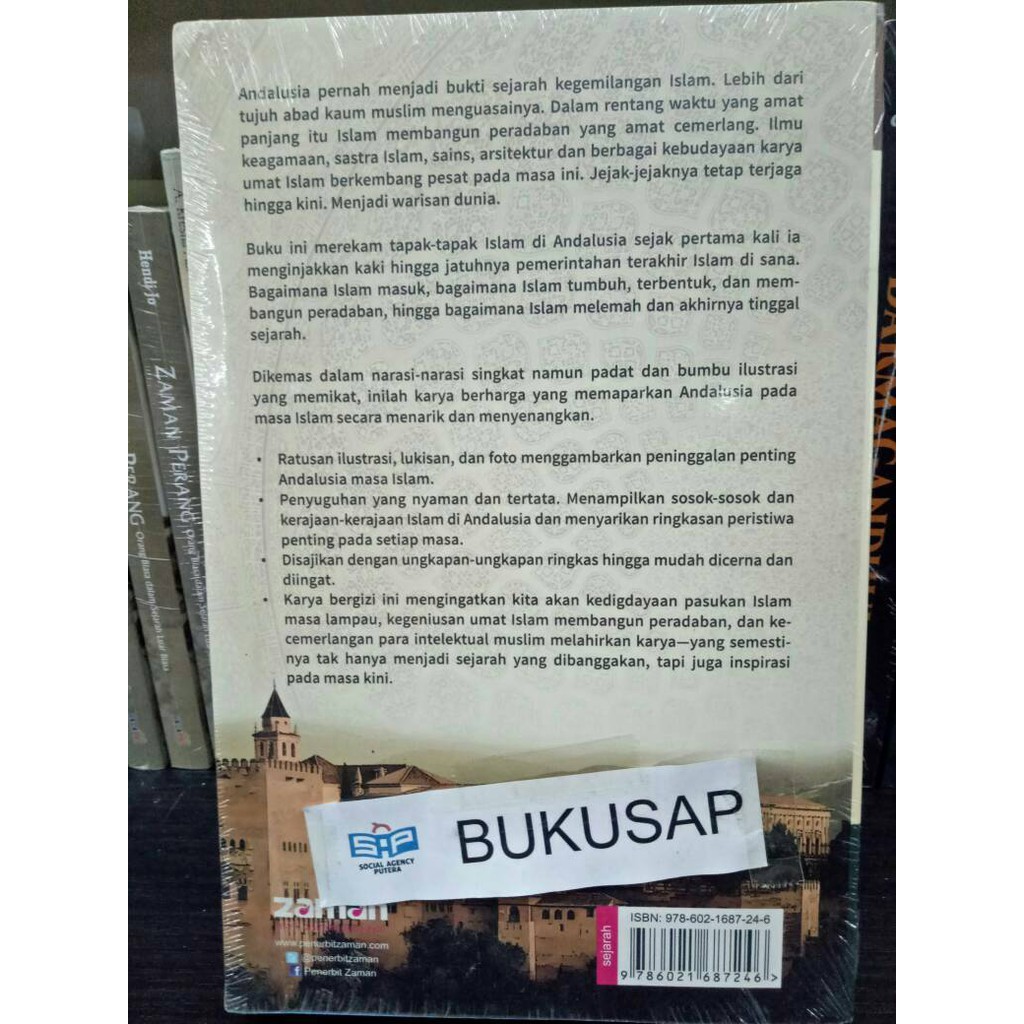 Andalusia pernah menjadi bukti sejarah kegemilangan Islam. Lebih dari
tujuh abad kaum muslim menguasainya. Dalam rentang waktu yang amat
panjang itu Islam membangun peradaban yang amat cemerlang. Ilmu
keagamaan, sastra Islam, sains, arsitektur dan berbagai kebudayaan karya
umat Islam berkembang pesat pada masa ini. Jejak-jejaknya tetap terjaga
hingga kini. Menjadi warisan dunia.
Buku ini merekam tapak-tapak Islam di Andalusia sejak pertama kali ia
menginjakkan kaki hingga jatuhnya pemerintahan terakhir Islam di sana.
Bagaimana Islam masuk, bagaimana Islam tumbuh, terbentuk, dan mem-
bangun peradaban, hingga bagaimana Islam melemah dan akhirnya tinggal
sejarah.
Dikemas dalam narasi-narasi singkat namun padat dan bumbu ilustrasi
yang memikat, inilah karya berharga yang memaparkan Andalusia pada
masa Islam secara menarik dan menyenangkan.
• Ratusan ilustrasi, lukisan, dan foto menggambarkan peninggalan penting
Andalusia masa Islam.
• Penyuguhan yang nyaman dan tertata. Menampilkan sosok-sosok dan
kerajaan-kerajaan Islam di Andalusia dan menyarikan ringkasan peristiwa
penting pada setiap masa.
• Disajikan dengan ungkapan-ungkapan ringkas hingga mudah dicerna dan
diingat.
• Karya bergizi ini mengingatkan kita akan kedigdayaan pasukan Islam
masa lampau, kegeniusan umat Islam membangun peradaban, dan ke-
cemerlangan para intelektual muslim melahirkan karya—yang semesti-
nya tak hanya menjadi sejarah yang dibanggakan, tapi juga inspirasi
pada masa kini.
SAP
SOCIAL AGENCY
PUTERA
BUKUSAP
zaman
www.penerbitzaman.com
@penerbitzaman
Penerbit Zaman
sejarah
ISBN: 978-602-1687-24-6
9 786021 687246 >
Hendi Jo
ZAMAN PERANG
PERANG
Orang Biasa dalam Sejarah Luar Biasa